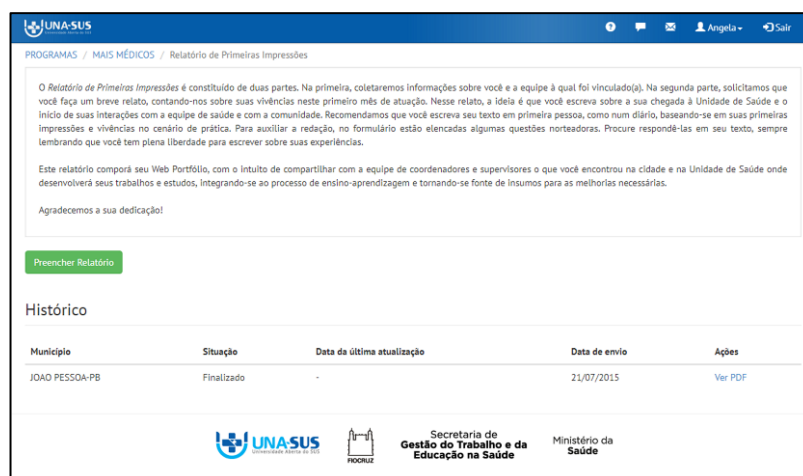 UNA-SUS
Universidade Aberta do SUS
Angela
Sair
PROGRAMAS / MAIS MÉDICOS / Relatório de Primeiras Impressões
O Relatório de Primeiras Impressões é constituído de duas partes. Na primeira, coletaremos informações sobre você e a equipe à qual foi vinculado(a). Na segunda parte, solicitamos que
você faça um breve relato, contando-nos sobre suas vivências neste primeiro mês de atuação. Nesse relato, a ideia é que você escreva sobre a sua chegada à Unidade de Saúde e o
início de suas interações com a equipe de saúde e com a comunidade. Recomendamos que você escreva seu texto em primeira pessoa, como num diário, baseando-se em suas primeiras
impressões e vivências no cenário de prática. Para auxiliar a redação, no formulário estão elencadas algumas questões norteadoras. Procure respondê-las em seu texto, sempre
lembrando que você tem plena liberdade para escrever sobre suas experiências.
Este relatório comporá seu Web Portfólio, com o intuito de compartilhar com a equipe de coordenadores e supervisores o que você encontrou na cidade e na Unidade de Saúde onde
desenvolverá seus trabalhos e estudos, integrando-se ao processo de ensino-aprendizagem e tornando-se fonte de insumos para as melhorias necessárias.
Agradecemos a sua dedicação!
Preencher Relatório
Histórico
Município Situação Data da última atualização Data de envio Ações
JOAO PESSOA-PB Finalizado - 21/07/2015 Ver PDF
UNA-SUS
Universidade Aberta do SUS
FIOCRUZ
Secretaria de
Gestão do Trabalho e da
Educação na Saúde
Ministério da
Saúde